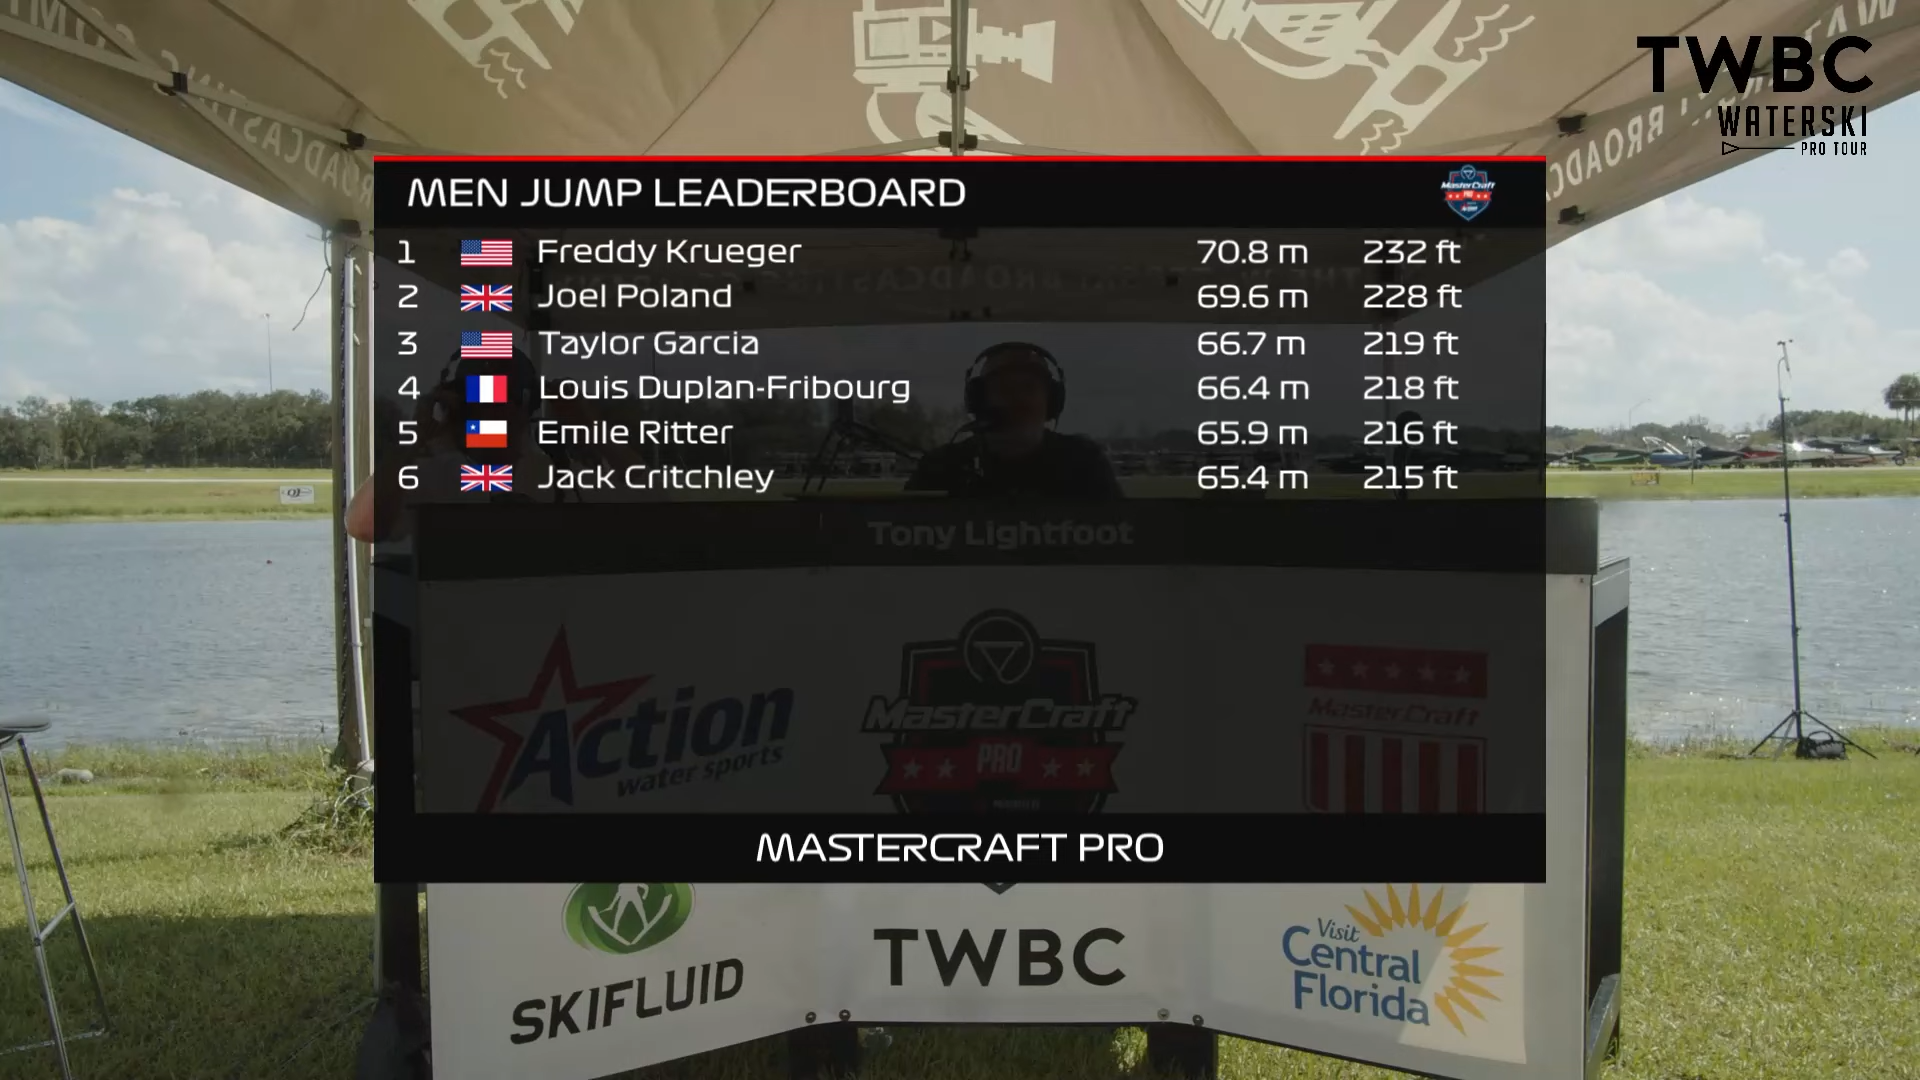 TWBC
WATERSKI
PRO TOUR
MEN JUMP LEADERBOARD
MasterCraft
PRO
1 Freddy Krueger 70.8 m 232 ft
2 Joel Poland 69.6 m 228 ft
3 Taylor Garcia 66.7 m 219 ft
4 Louis Duplan-Fribourg 66.4 m 218 ft
5 Emile Ritter 65.9 m 216 ft
6 Jack Critchley 65.4 m 215 ft
Tony Lightfoot
Action
water sports
MasterCraft
PRO
MasterCraft
MASTERCRAFT PRO
SKIFLUID
TWBC
Visit
Central
Florida